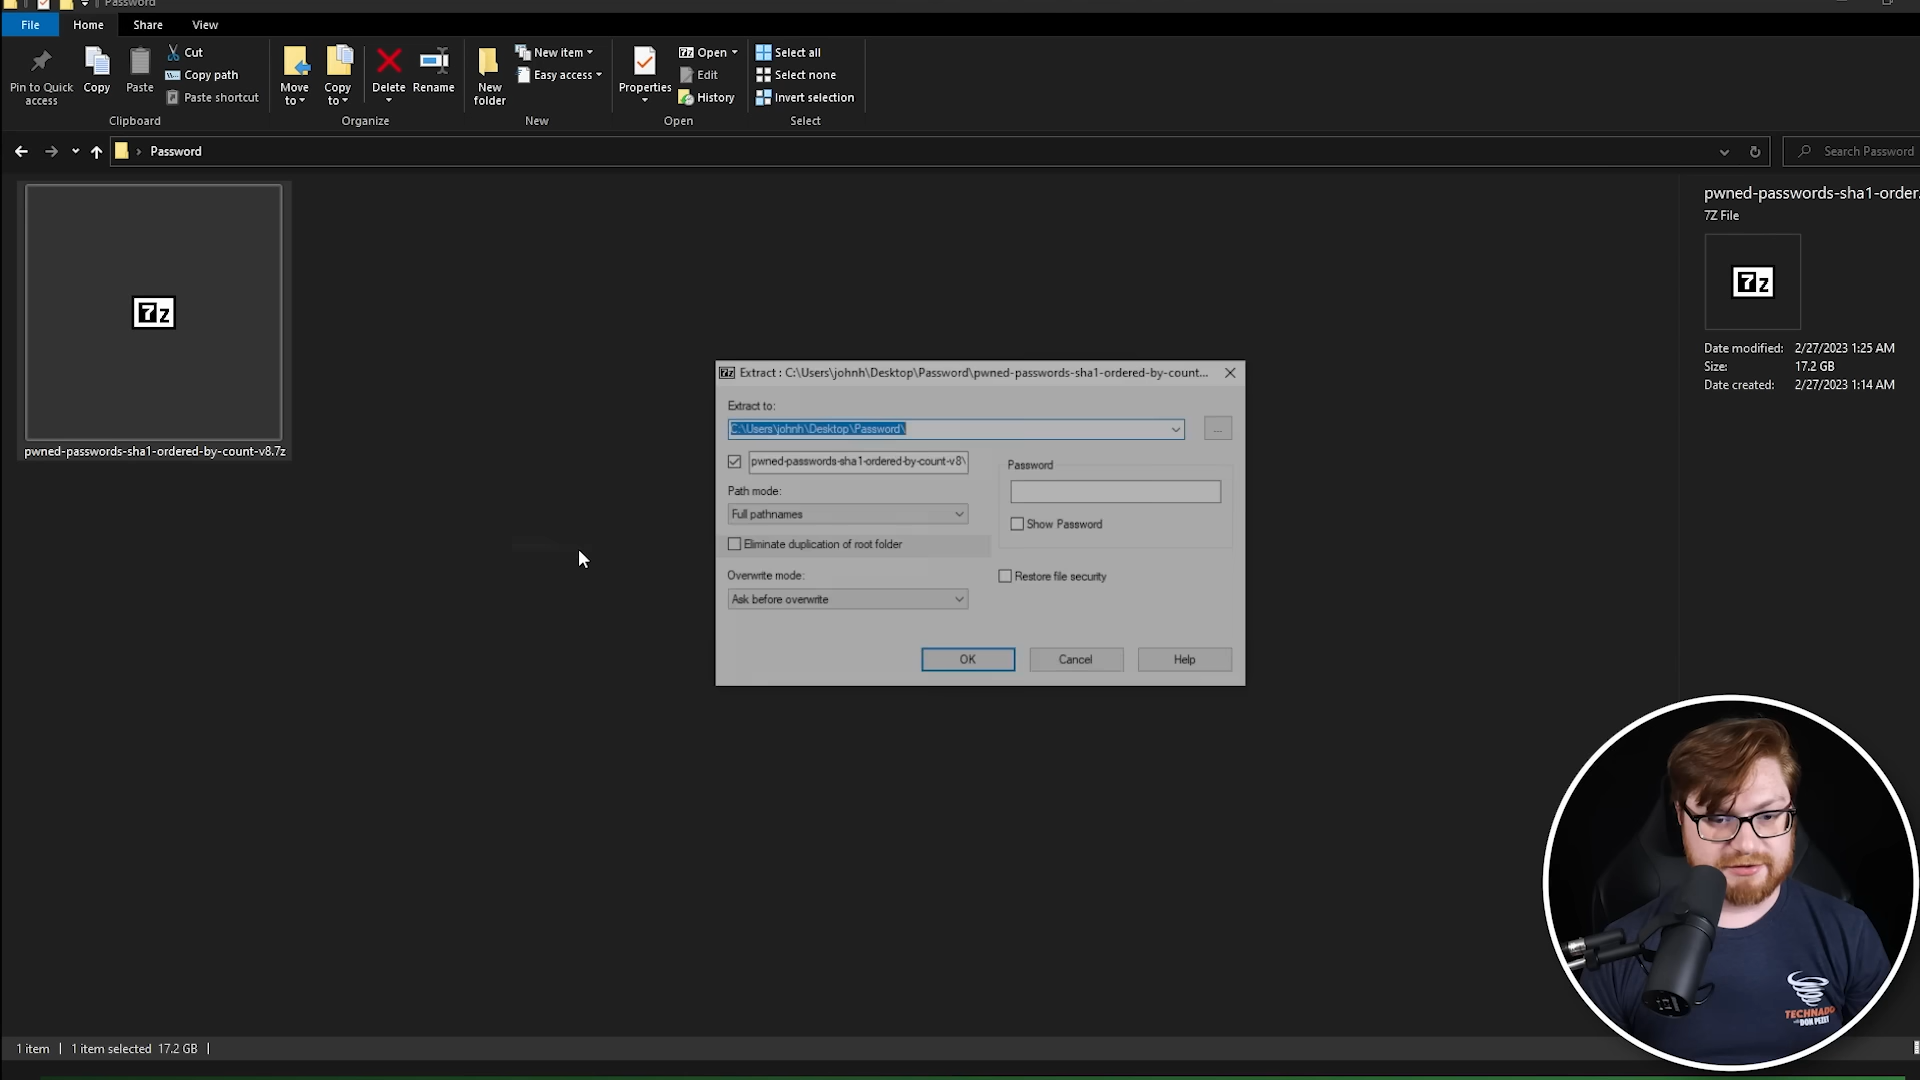 Password
File
Home
Share
View
Pin to Quick access
Copy
Paste
Cut
Copy path
Paste shortcut
Clipboard
Move to
Copy to
Delete
Rename
Organize
New folder
New item
Easy access
New
Properties
Open
Edit
History
Open
Select all
Select none
Invert selection
Select
Password
Search Password
7z
pwned-passwords-sha1-ordered-by-count-v8.7z
pwned-passwords-sha1-order
7Z File
7z
Date modified: 2/27/2023 1:25 AM
Size: 17.2 GB
Date created: 2/27/2023 1:14 AM
7z Extract : C:\Users\johnh\Desktop\Password\pwned-passwords-sha1-ordered-by-count...
Extract to:
C:\Users\johnh\Desktop\Password\
...
pwned-passwords-sha1-ordered-by-count-v8\
Path mode:
Full pathnames
Eliminate duplication of root folder
Overwrite mode:
Ask before overwrite
Password
Show Password
Restore file security
OK
Cancel
Help
TECHNADO
DON PEZET
1 item
1 item selected 17.2 GB